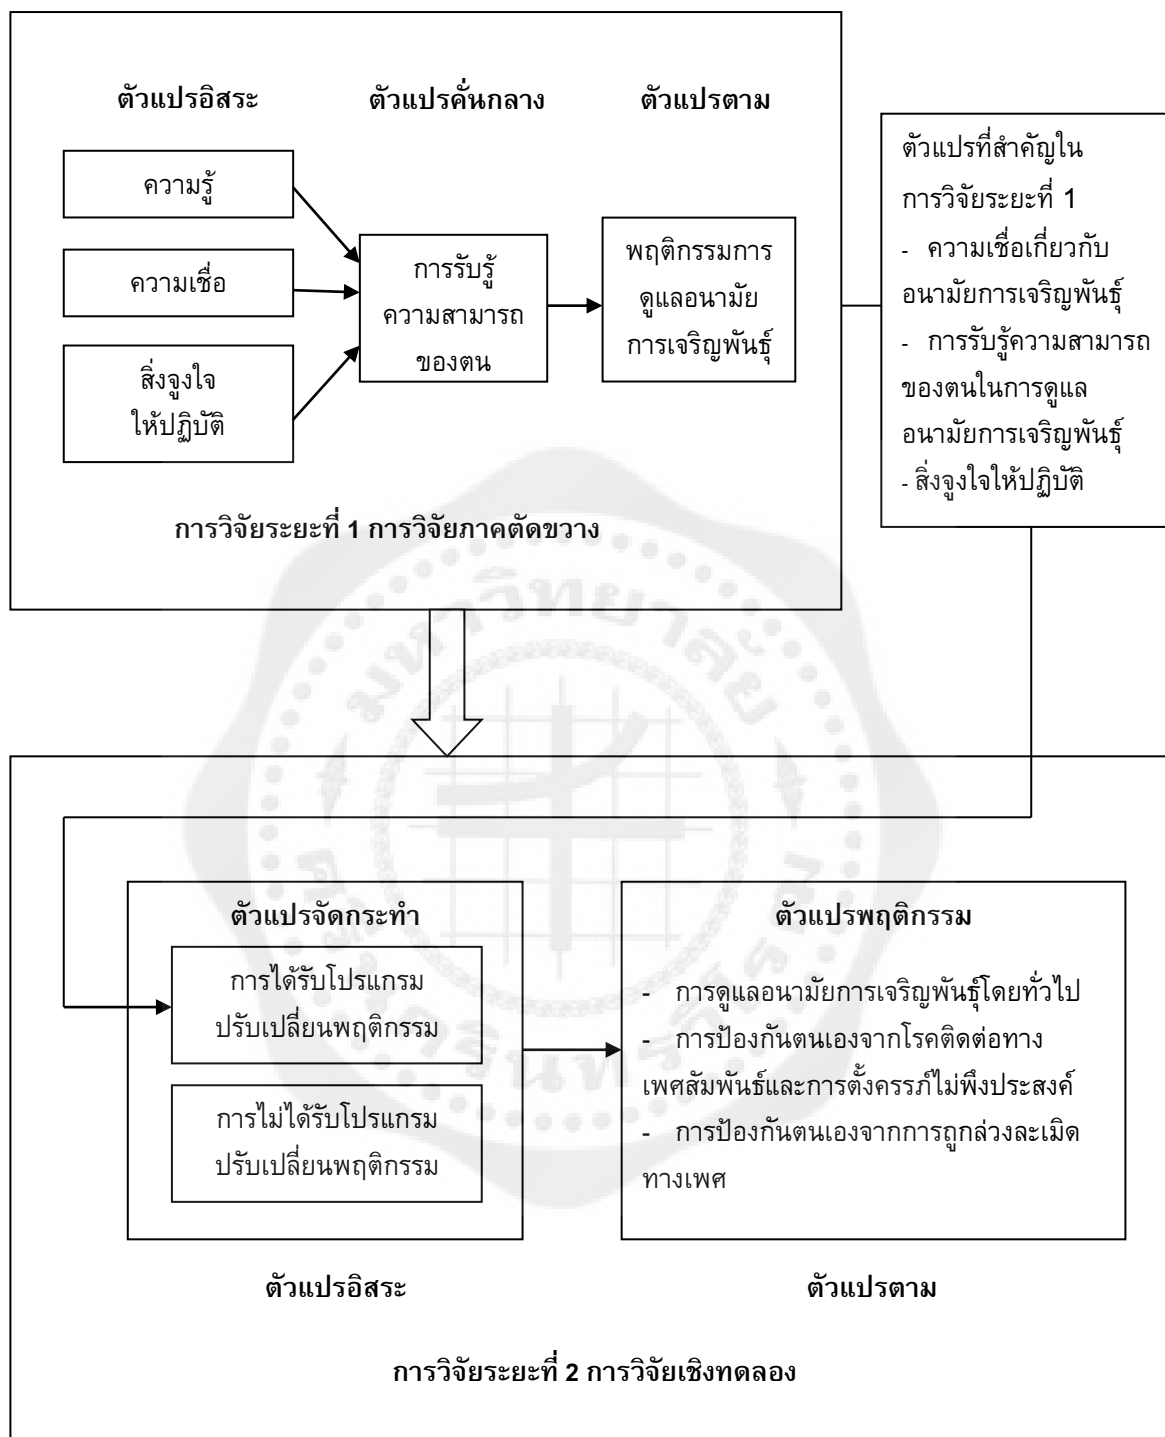 ตัวแปรอิสระ
ตัวแปรคั่นกลาง
ตัวแปรตาม
ความรู้
ความเชื่อ
สิ่งจูงใจ
ให้ปฏิบัติ
การรับรู้
ความสามารถ
ของตน
พฤติกรรมการ
ดูแลอนามัย
การเจริญพันธุ์
การวิจัยระยะที่ 1 การวิจัยภาคตัดขวาง
ตัวแปรที่สำคัญใน
การวิจัยระยะที่ 1
- ความเชื่อเกี่ยวกับ
อนามัยการเจริญพันธุ์
- การรับรู้ความสามารถ
ของตนในการดูแล
อนามัยการเจริญพันธุ์
- สิ่งจูงใจให้ปฏิบัติ
มหาวิทยาลัย
ศรีนครินทรวิโรฒ
ตัวแปรจัดกระทำ
การได้รับโปรแกรม
ปรับเปลี่ยนพฤติกรรม
การไม่ได้รับโปรแกรม
ปรับเปลี่ยนพฤติกรรม
ตัวแปรอิสระ
ตัวแปรพฤติกรรม
- การดูแลอนามัยการเจริญพันธุ์โดยทั่วไป
- การป้องกันตนเองจากโรคติดต่อทาง
เพศสัมพันธ์และการตั้งครรภ์ไม่พึงประสงค์
- การป้องกันตนเองจากการถูกล่วงละเมิด
ทางเพศ
ตัวแปรตาม
การวิจัยระยะที่ 2 การวิจัยเชิงทดลอง